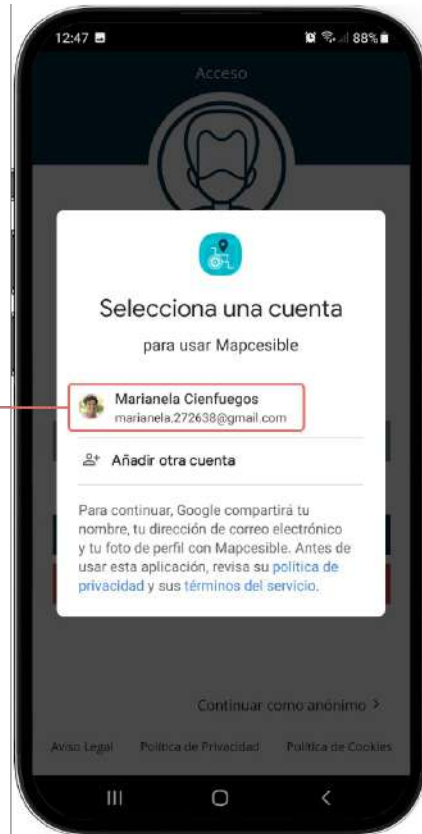 12:47
88%
Acceso
Selecciona una cuenta
para usar Mapcesible
Marianela Cienfuegos
marianela.272638@gmail.com
Añadir otra cuenta
Para continuar, Google compartirá tu
nombre, tu dirección de correo electrónico
y tu foto de perfil con Mapcesible. Antes de
usar esta aplicación, revisa su política de
privacidad y sus términos del servicio.
Continuar como anónimo >
Aviso Legal Política de Privacidad Política de Cookies